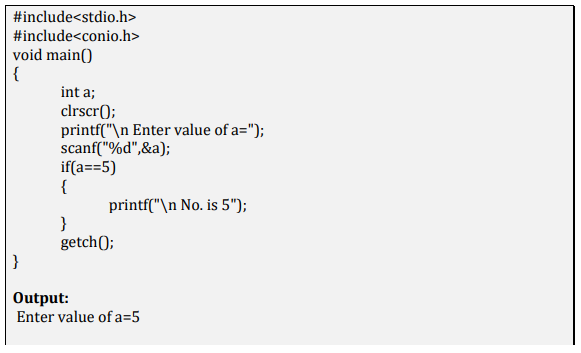 #include<stdio.h>
#include<conio.h>
void main()
{
int a;
clrscr();
printf("\n Enter value of a=");
scanf("%d",&a);
if(a==5)
{
printf("\n No. is 5");
}
getch();
}
Output:
Enter value of a=5